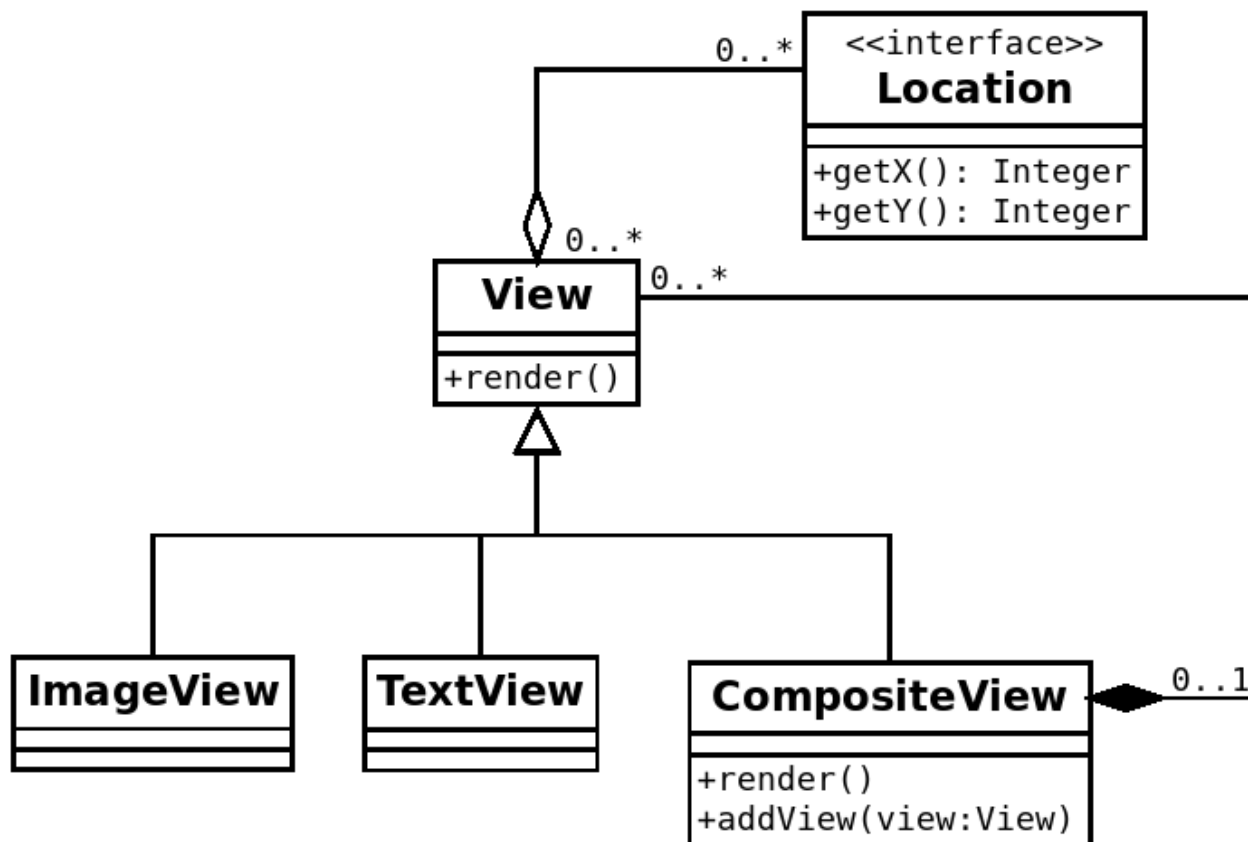 0..*
<<interface>>
Location
+getX(): Integer
+getY(): Integer
0..*
View
0..*
+render()
ImageView
TextView
CompositeView
0..1
+render()
+addView(view:View)